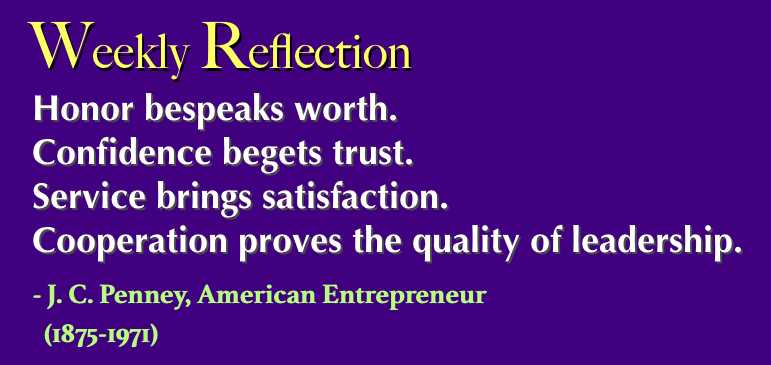 Weekly Reflection
Honor bespeaks worth.
Confidence begets trust.
Service brings satisfaction.
Cooperation proves the quality of leadership.
- J. C. Penney, American Entrepreneur
(1875-1971)